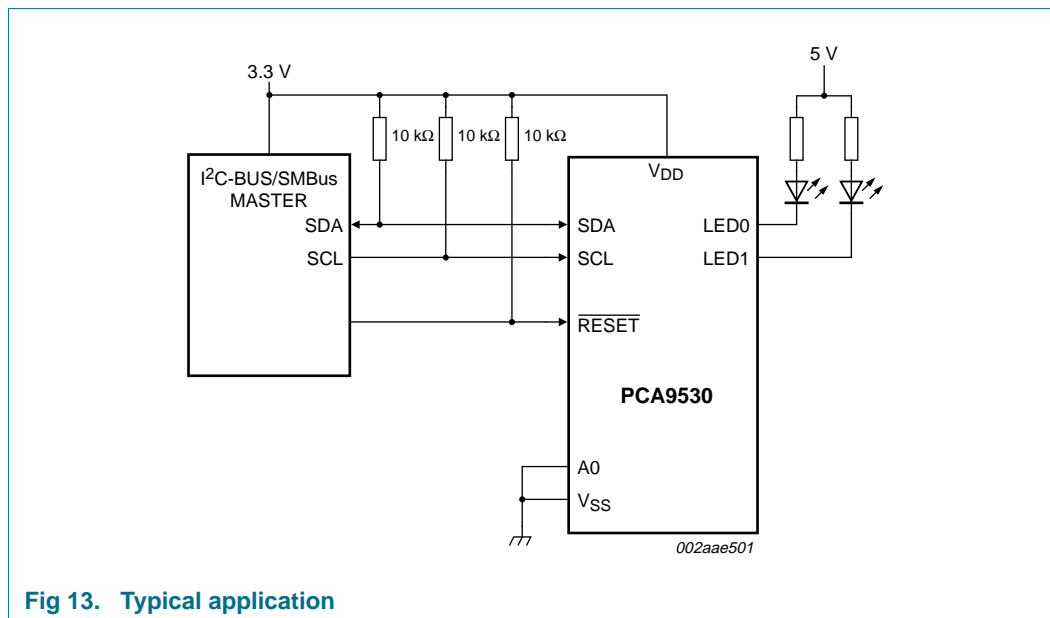 5 V
3.3 V
10 kΩ 10 kΩ 10 kΩ
I²C-BUS/SMBus
MASTER
VDD
SDA
SDA
LED0
SCL
SCL
LED1
RESET
PCA9530
A0
VSS
002aae501
Fig 13. Typical application